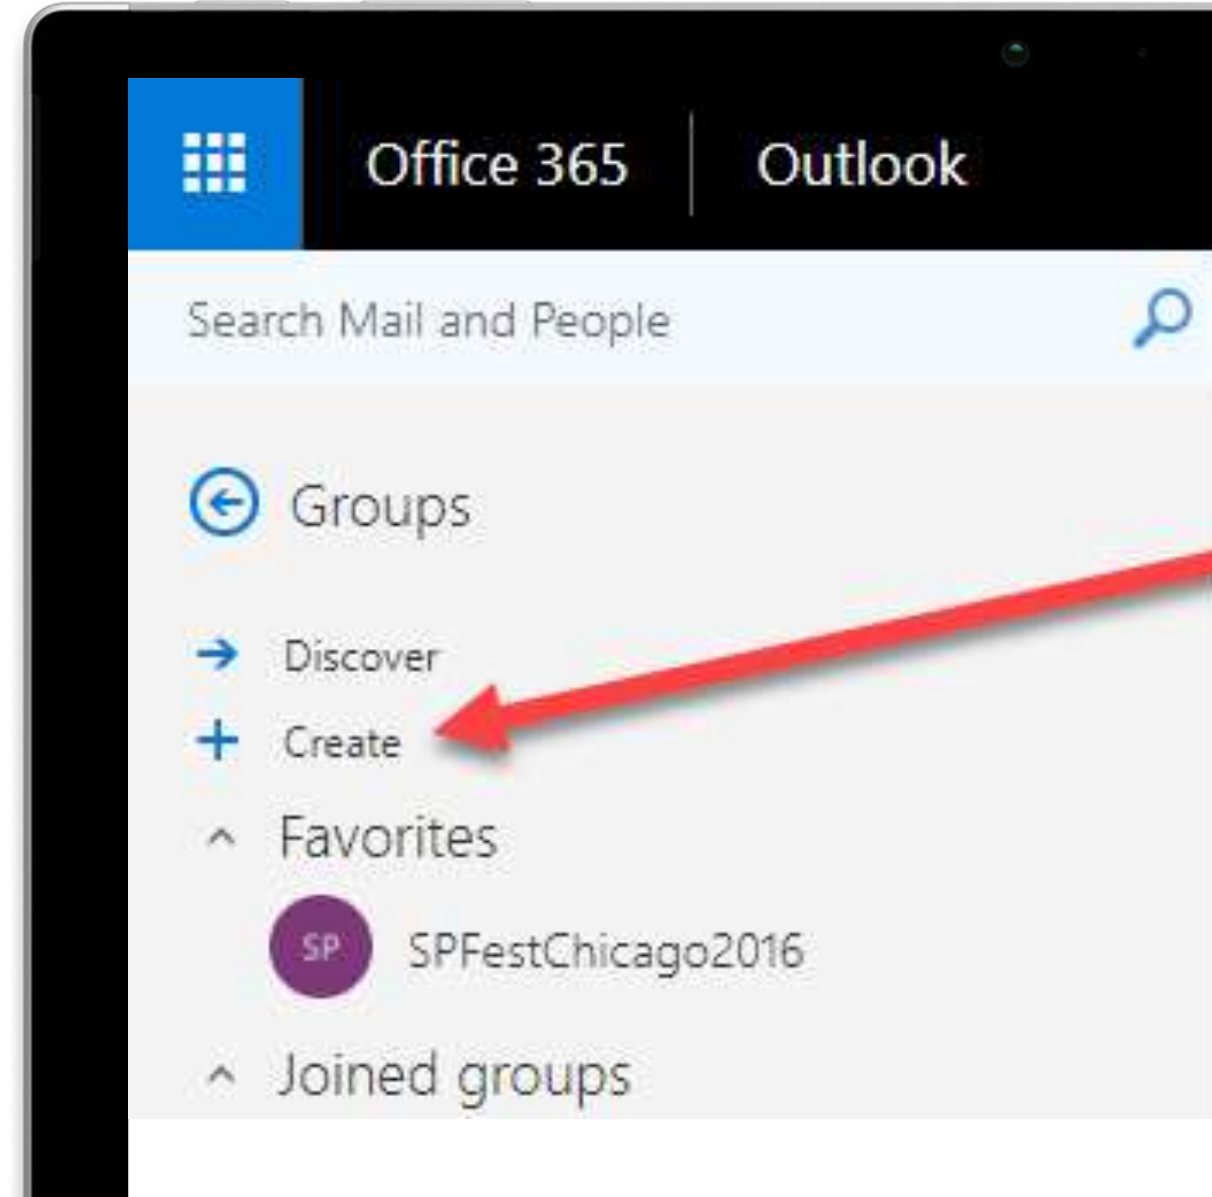 Office 365 Outlook
Search Mail and People
Groups
Discover
Create
Favorites
SP SPFestChicago2016
Joined groups